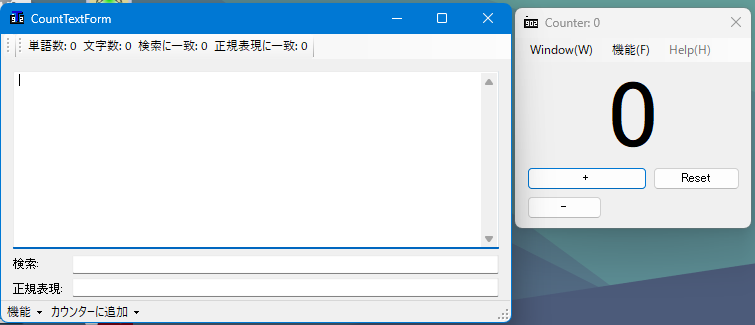 CountTextForm
単語数: 0 文字数: 0 検索に一致: 0 正規表現に一致: 0
検索:
正規表現:
機能 カウンターに追加
902 Counter: 0
Window(W) 機能(F) Help(H)
0
+ Reset
-